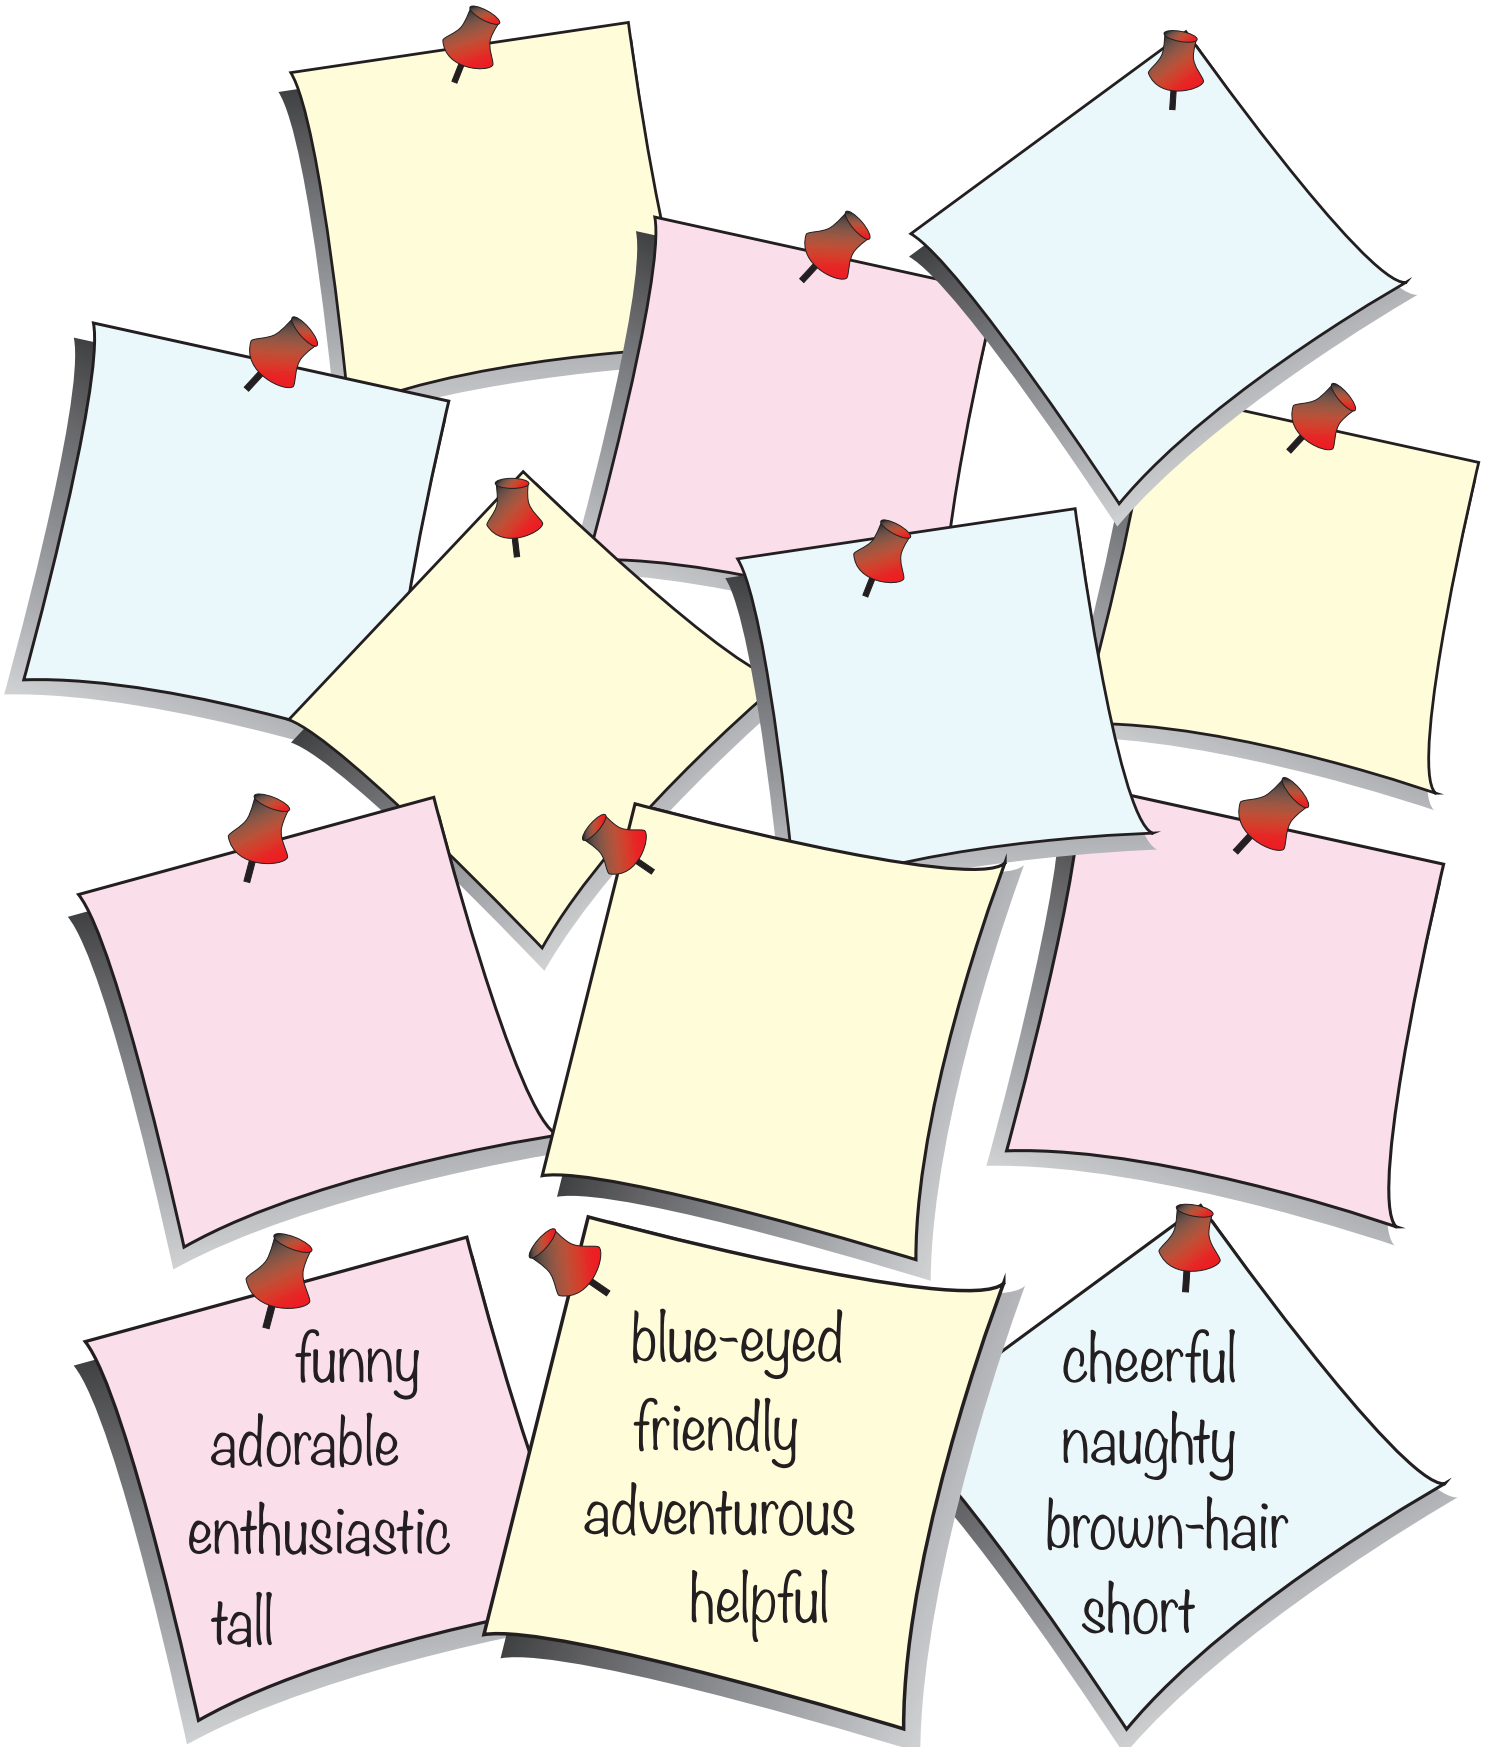 funny
adorable
enthusiastic
tall
blue-eyed
friendly
adventurous
helpful
cheerful
naughty
brown-hair
short